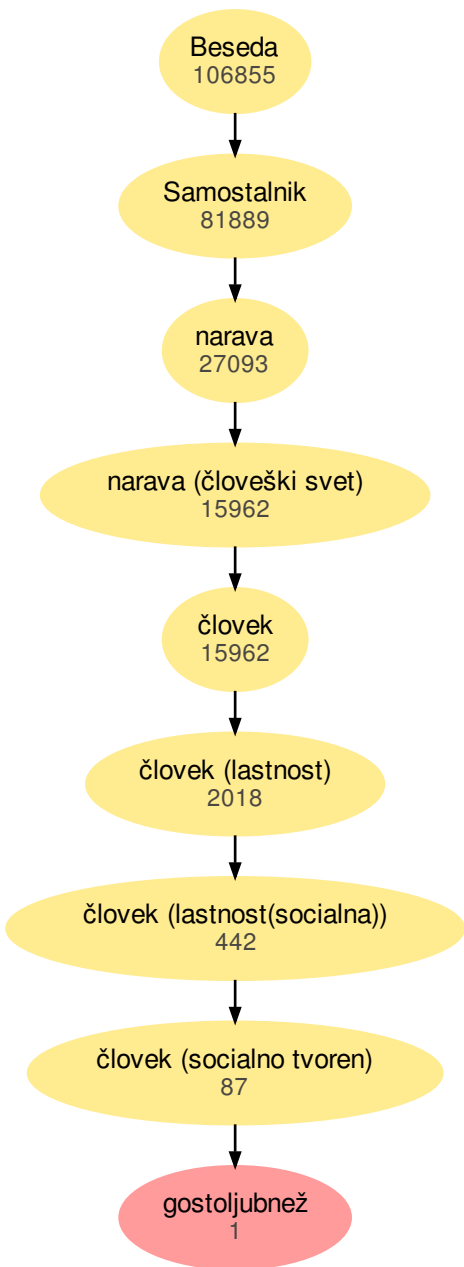 Beseda
106855
Samostalnik
81889
narava
27093
narava (človeški svet)
15962
človek
15962
človek (lastnost)
2018
človek (lastnost(socialna))
442
človek (socialno tvoren)
87
gostoljubnež
1